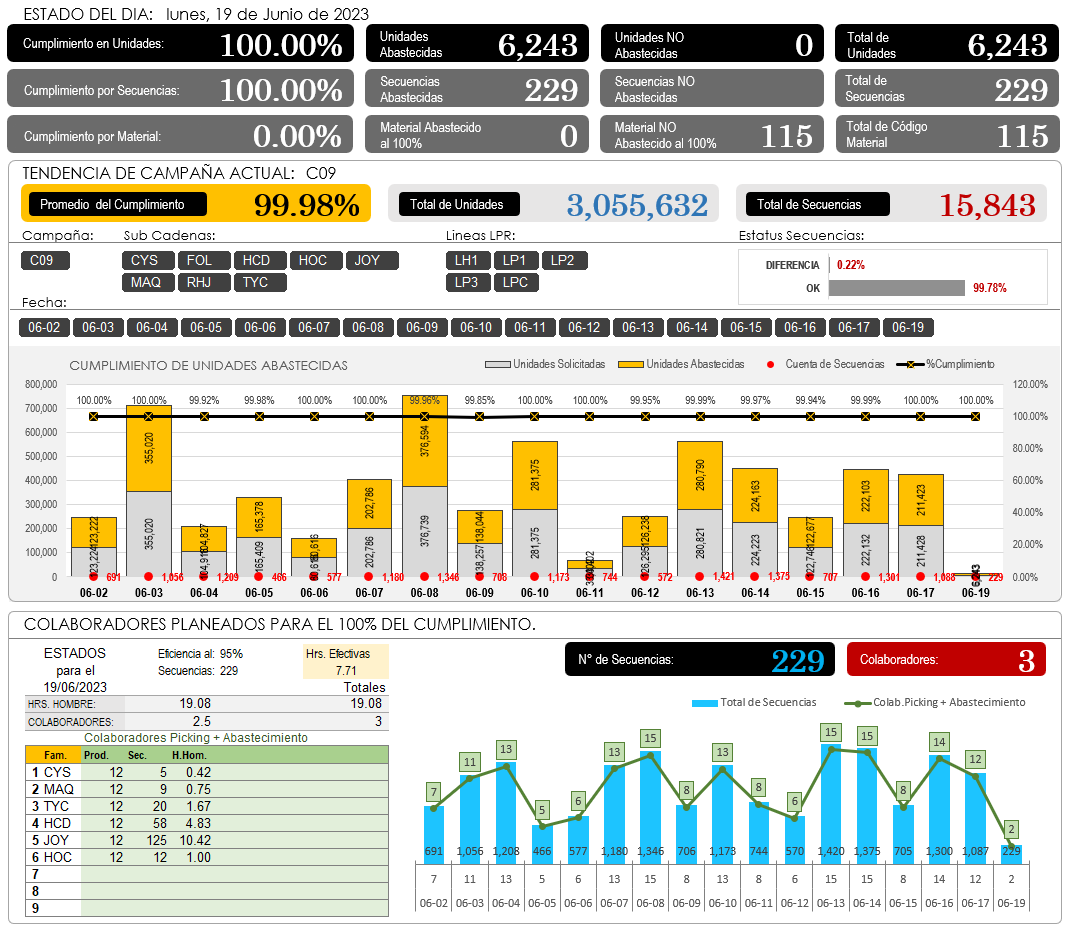 ESTADO DEL DIA: lunes, 19 de Junio de 2023
Cumplimiento en Unidades: 100.00%
Unidades Abastecidas 6,243
Unidades NO Abastecidas 0
Total de Unidades 6,243
Cumplimiento por Secuencias: 100.00%
Secuencias Abastecidas 229
Secuencias NO Abastecidas
Total de Secuencias 229
Cumplimiento por Material: 0.00%
Material Abastecido al 100% 0
Material NO Abastecido al 100% 115
Total de Código Material 115
TENDENCIA DE CAMPAÑA ACTUAL: C09
Promedio del Cumplimiento 99.98%
Total de Unidades 3,055,632
Total de Secuencias 15,843
Campaña: Sub Cadenas: Lineas LPR: Estatus Secuencias:
C09 CYS FOL HCD HOC JOY LH1 LP1 LP2
MAQ RHJ TYC LP3 LPC
DIFERENCIA 0.22%
OK 99.78%
Fecha:
06-02 06-03 06-04 06-05 06-06 06-07 06-08 06-09 06-10 06-11 06-12 06-13 06-14 06-15 06-16 06-17 06-19
CUMPLIMIENTO DE UNIDADES ABASTECIDAS
Unidades Solicitadas Unidades Abastecidas Cuenta de Secuencias %Cumplimiento
800,000
700,000
600,000
500,000
400,000
300,000
200,000
100,000
0
120.00%
100.00%
80.00%
60.00%
40.00%
20.00%
0.00%
100.00% 100.00% 99.92% 99.98% 100.00% 100.00% 99.96% 99.85% 100.00% 100.00% 99.95% 99.99% 99.97% 99.94% 99.99% 100.00% 100.00%
123,222 355,020 165,378 202,786 376,594 138,044 281,375 126,238 280,790 224,163 122,677 222,103 211,423
355,020 165,409 202,786 376,739 281,375 280,821 224,223 222,132 211,428
691 1,056 1,209 466 577 1,180 1,346 708 1,173 744 572 1,421 1,375 707 1,301 1,088 229
06-02 06-03 06-04 06-05 06-06 06-07 06-08 06-09 06-10 06-11 06-12 06-13 06-14 06-15 06-16 06-17 06-19
COLABORADORES PLANEADOS PARA EL 100% DEL CUMPLIMIENTO.
ESTADOS para el 19/06/2023
Eficiencia al: 95%
Secuencias: 229
Hrs. Efectivas
7.71
Totales
HRS. HOMBRE: 19.08 19.08
COLABORADORES: 2.5 3
Colaboradores Picking + Abastecimiento
Fam. Prod. Sec. H.Hom.
1 CYS 12 5 0.42
2 MAQ 12 9 0.75
3 TYC 12 20 1.67
4 HCD 12 58 4.83
5 JOY 12 125 10.42
6 HOC 12 12 1.00
7
8
9
N° de Secuencias: 229
Colaboradores: 3
Total de Secuencias Colab.Picking + Abastecimiento
7 11 13 5 6 13 15 8 13 8 6 15 15 8 14 12 2
691 1,056 1,208 466 577 1,180 1,346 706 1,173 744 570 1,420 1,375 705 1,300 1,087 229
7 11 13 5 6 13 15 8 13 8 6 15 15 8 14 12 2
06-02 06-03 06-04 06-05 06-06 06-07 06-08 06-09 06-10 06-11 06-12 06-13 06-14 06-15 06-16 06-17 06-19